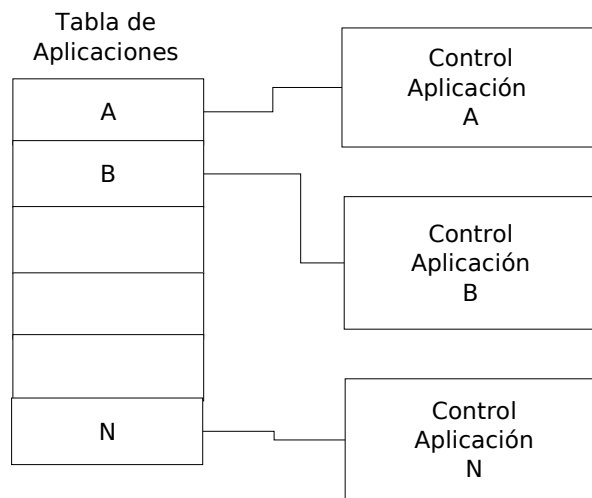 Tabla de
Aplicaciones
A
B
N
Control
Aplicación
A
Control
Aplicación
B
Control
Aplicación
N